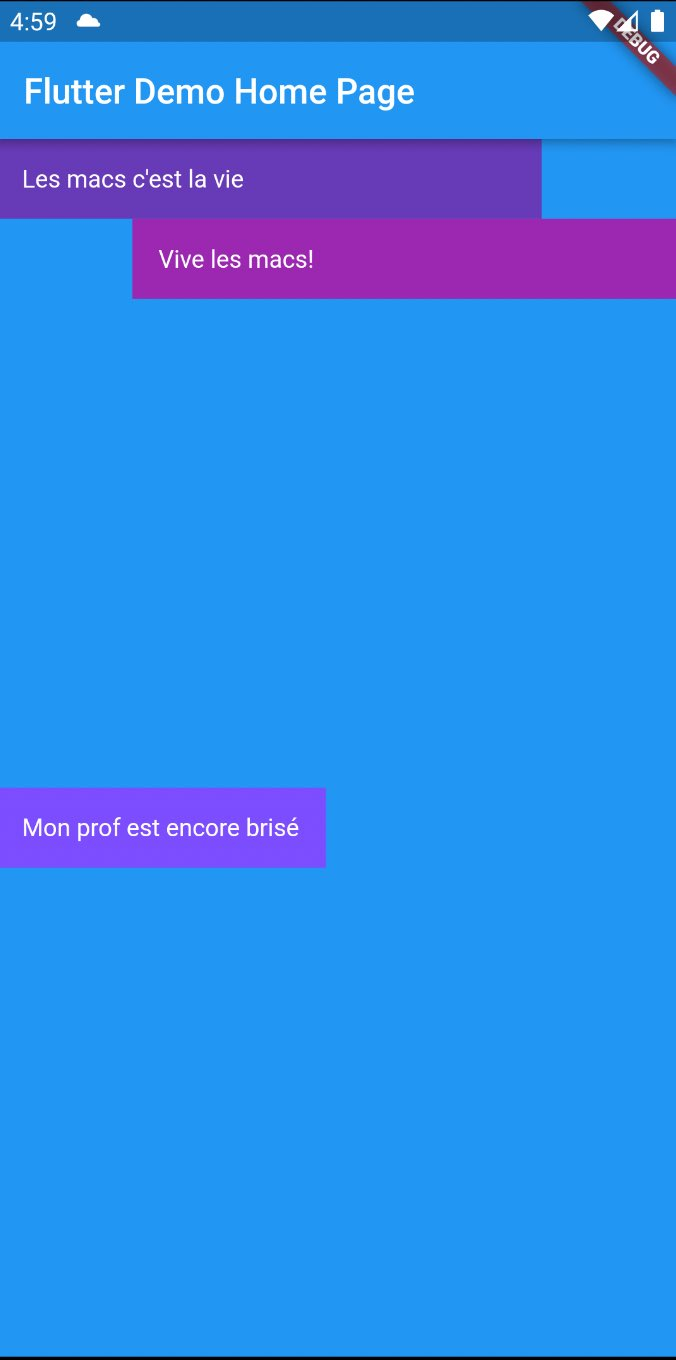 4:59
DEBUG
Flutter Demo Home Page
Les macs c'est la vie
Vive les macs!
Mon prof est encore brisé